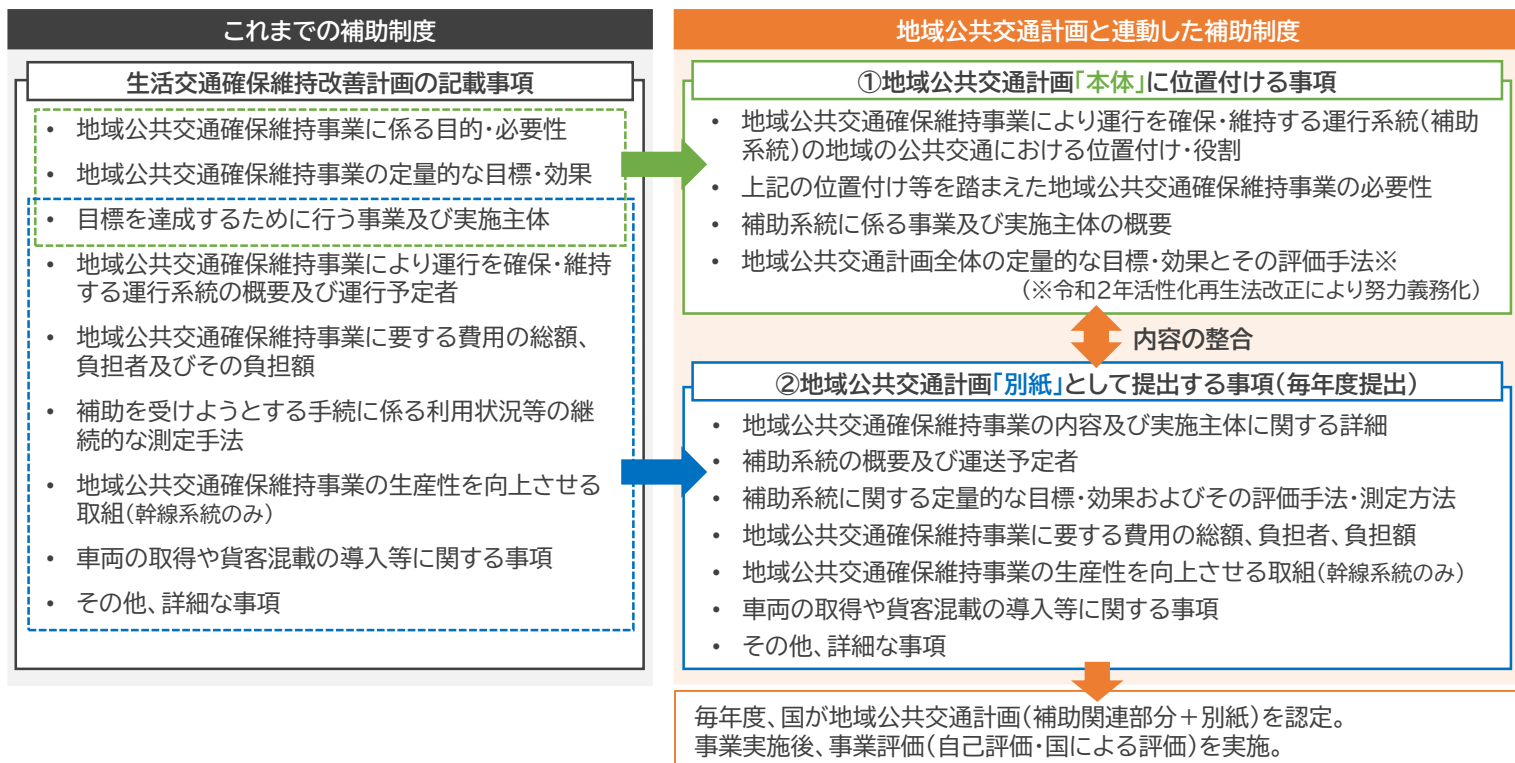 これまでの補助制度
生活交通確保維持改善計画の記載事項
• 地域公共交通確保維持事業に係る目的・必要性
• 地域公共交通確保維持事業の定量的な目標・効果
• 目標を達成するために行う事業及び実施主体
• 地域公共交通確保維持事業により運行を確保・維持
する運行系統の概要及び運行予定者
• 地域公共交通確保維持事業に要する費用の総額、
負担者及びその負担額
• 補助を受けようとする手続に係る利用状況等の継
続的な測定手法
• 地域公共交通確保維持事業の生産性を向上させる
取組(幹線系統のみ)
• 車両の取得や貨客混載の導入等に関する事項
• その他、詳細な事項
地域公共交通計画と連動した補助制度
①地域公共交通計画「本体」に位置付ける事項
• 地域公共交通確保維持事業により運行を確保・維持する運行系統(補助
系統)の地域の公共交通における位置付け・役割
• 上記の位置付け等を踏まえた地域公共交通確保維持事業の必要性
• 補助系統に係る事業及び実施主体の概要
• 地域公共交通計画全体の定量的な目標・効果とその評価手法※
(※令和2年活性化再生法改正により努力義務化)
内容の整合
②地域公共交通計画「別紙」として提出する事項(毎年度提出)
• 地域公共交通確保維持事業の内容及び実施主体に関する詳細
• 補助系統の概要及び運送予定者
• 補助系統に関する定量的な目標・効果およびその評価手法・測定方法
• 地域公共交通確保維持事業に要する費用の総額、負担者、負担額
• 地域公共交通確保維持事業の生産性を向上させる取組(幹線系統のみ)
• 車両の取得や貨客混載の導入等に関する事項
• その他、詳細な事項
毎年度、国が地域公共交通計画(補助関連部分+別紙)を認定。
事業実施後、事業評価(自己評価・国による評価)を実施。